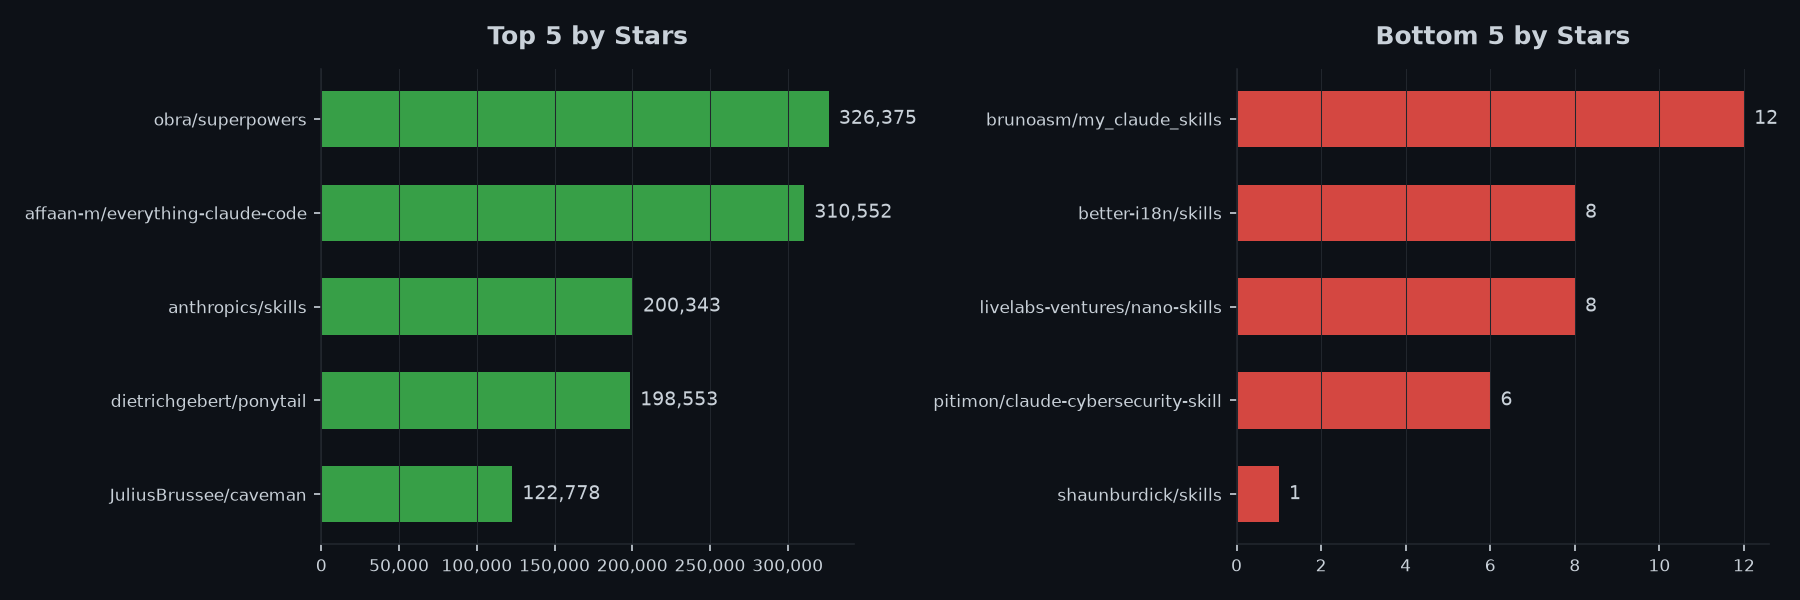 Top 5 by Stars
obra/superpowers 326,375
affaan-m/everything-claude-code 310,552
anthropics/skills 200,343
dietrichgebert/ponytail 198,553
JuliusBrussee/caveman 122,778
0 50,000 100,000 150,000 200,000 250,000 300,000
Bottom 5 by Stars
brunoasm/my_claude_skills 12
better-i18n/skills 8
livelabs-ventures/nano-skills 8
pitimon/claude-cybersecurity-skill 6
shaunburdick/skills 1
0 2 4 6 8 10 12